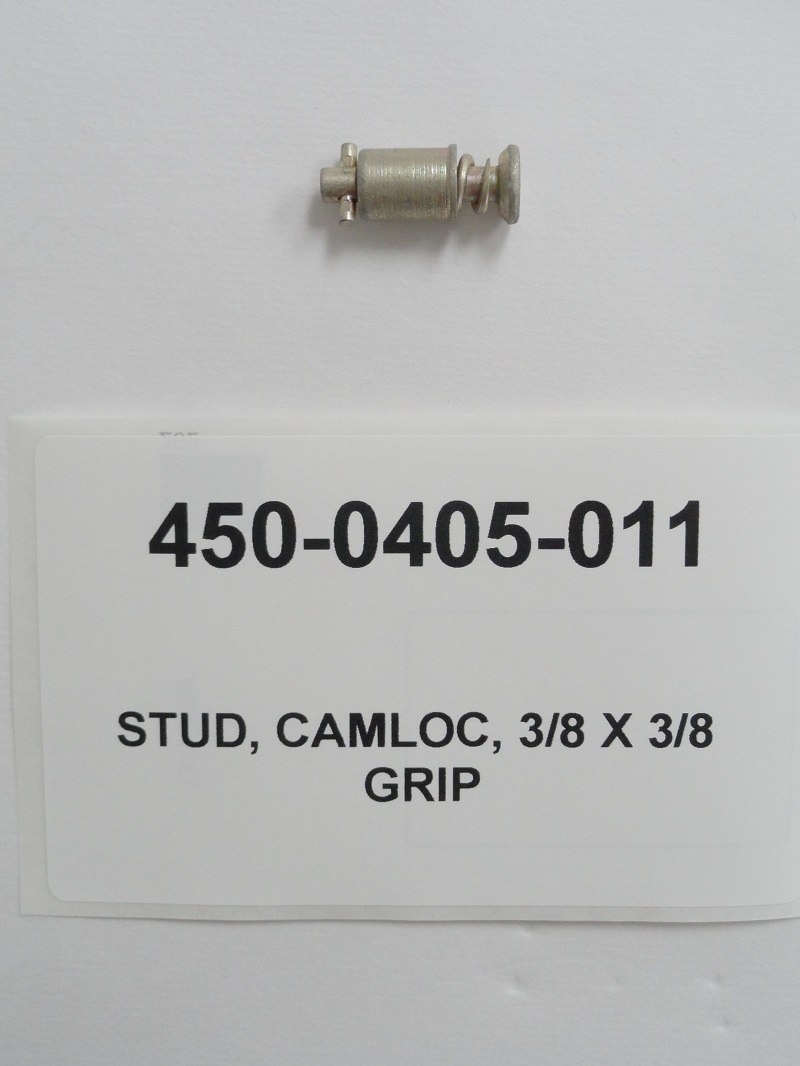 450-0405-011
STUD, CAMLOC, 3/8 X 3/8
GRIP